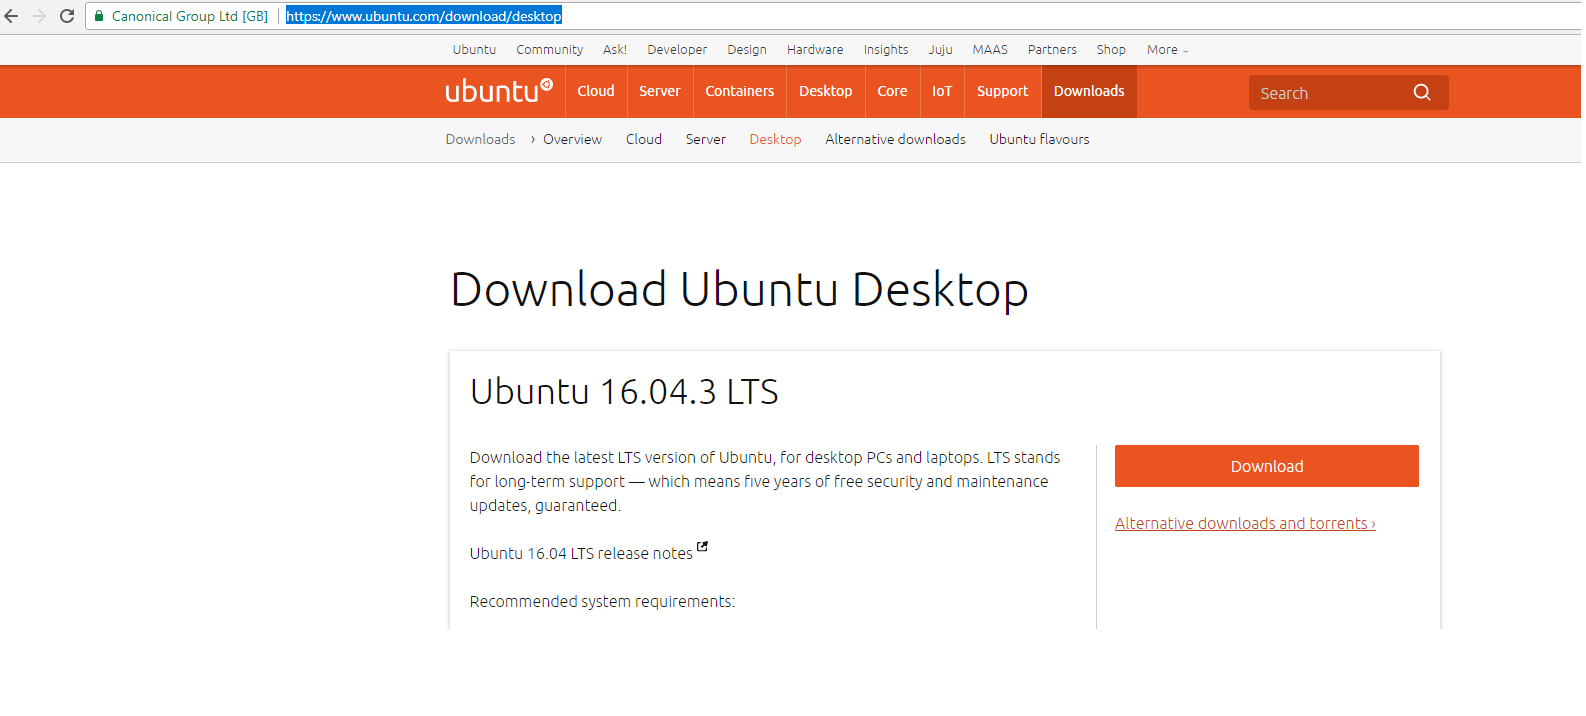 Canonical Group Ltd [GB] https://www.ubuntu.com/download/desktop
Ubuntu Community Ask! Developer Design Hardware Insights Juju MAAS Partners Shop More
ubuntu Cloud Server Containers Desktop Core IoT Support Downloads Search
Downloads › Overview Cloud Server Desktop Alternative downloads Ubuntu flavours
Download Ubuntu Desktop
Ubuntu 16.04.3 LTS
Download the latest LTS version of Ubuntu, for desktop PCs and laptops. LTS stands
for long-term support — which means five years of free security and maintenance
updates, guaranteed.
Ubuntu 16.04 LTS release notes
Recommended system requirements:
Download
Alternative downloads and torrents ›